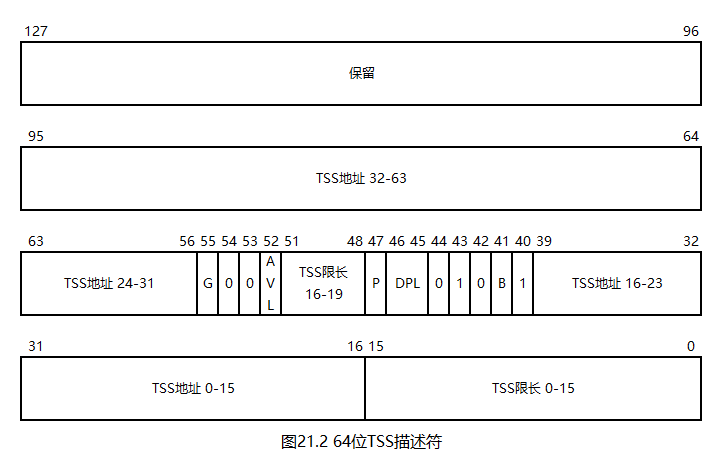 127 96
保留
95 64
TSS地址 32-63
63 56 55 54 53 52 51 48 47 46 45 44 43 42 41 40 39 32
TSS地址 24-31 G 0 0 AVL TSS限长 16-19 P DPL 0 1 0 B 1 TSS地址 16-23
31 16 15 0
TSS地址 0-15 TSS限长 0-15
图21.2 64位TSS描述符